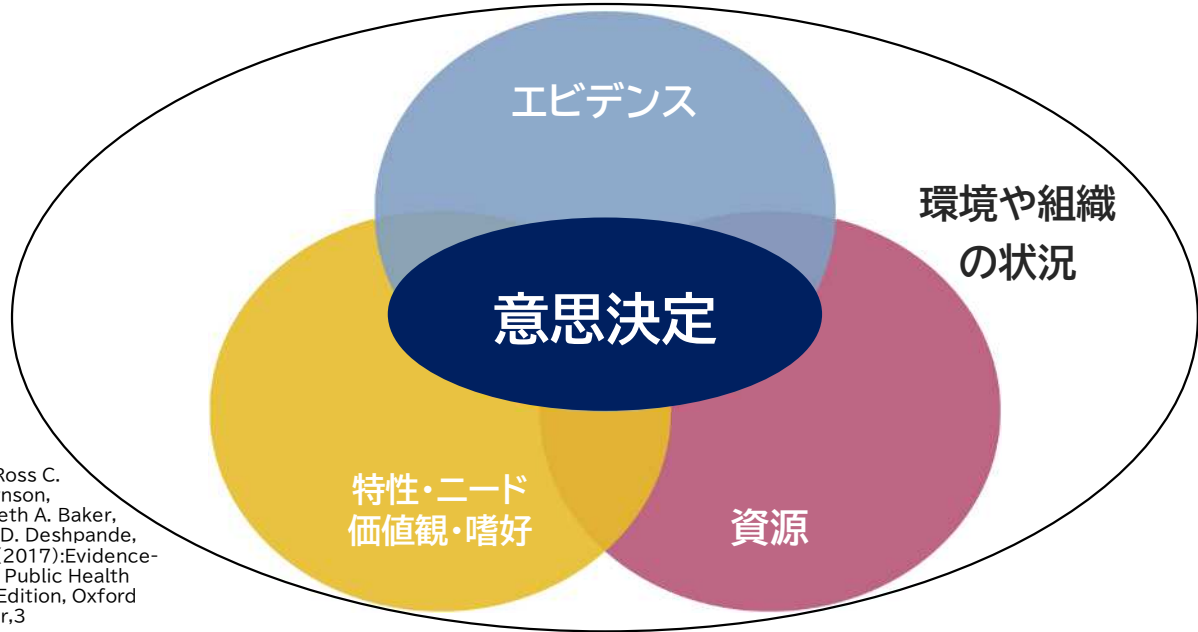 エビデンス
環境や組織
の状況
意思決定
特性・ニード
価値観・嗜好
資源
Ross C.
nson,
eth A. Baker,
D. Deshpande,
(2017):Evidence-
Public Health
Edition, Oxford
r,3